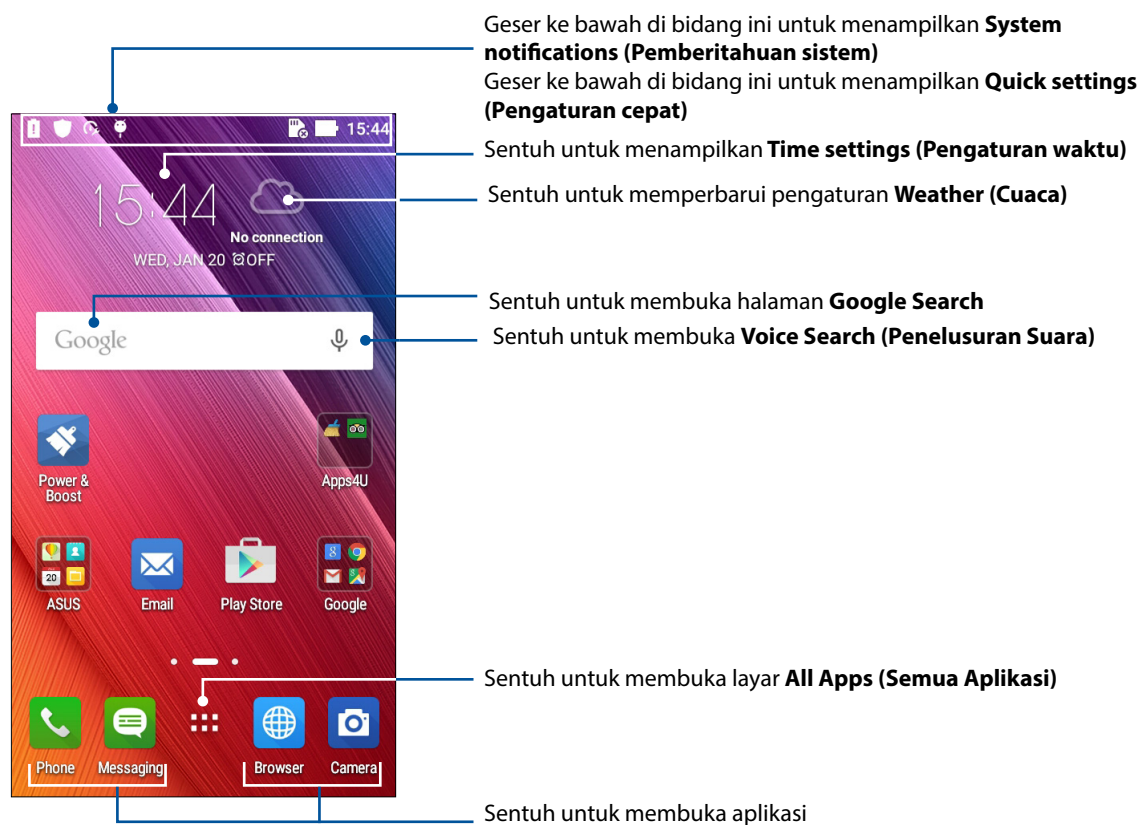 Geser ke bawah di bidang ini untuk menampilkan System
notifications (Pemberitahuan sistem)
Geser ke bawah di bidang ini untuk menampilkan Quick settings
(Pengaturan cepat)
15:44
Sentuh untuk menampilkan Time settings (Pengaturan waktu)
15:44
Sentuh untuk memperbarui pengaturan Weather (Cuaca)
No connection
WED, JAN 20 OFF
Sentuh untuk membuka halaman Google Search
Google
Sentuh untuk membuka Voice Search (Penelusuran Suara)
Power &
Boost
Apps4U
20
8
ASUS
Email
Play Store
Google
Sentuh untuk membuka layar All Apps (Semua Aplikasi)
Phone
Messaging
Browser
Camera
Sentuh untuk membuka aplikasi